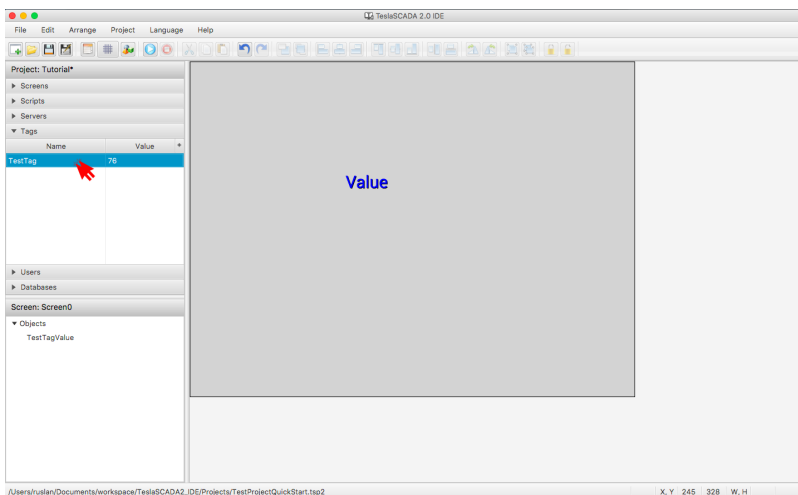 TeslaSCADA 2.0 IDE
File Edit Arrange Project Language Help
Project: Tutorial*
Screens
Scripts
Servers
Tags
Name Value +
TestTag 76
Value
Users
Databases
Screen: Screen0
Objects
TestTagValue
/Users/ruslan/Documents/workspace/TeslaSCADA2_IDE/Projects/TestProjectQuickStart.tsp2 X, Y 245 328 W, H